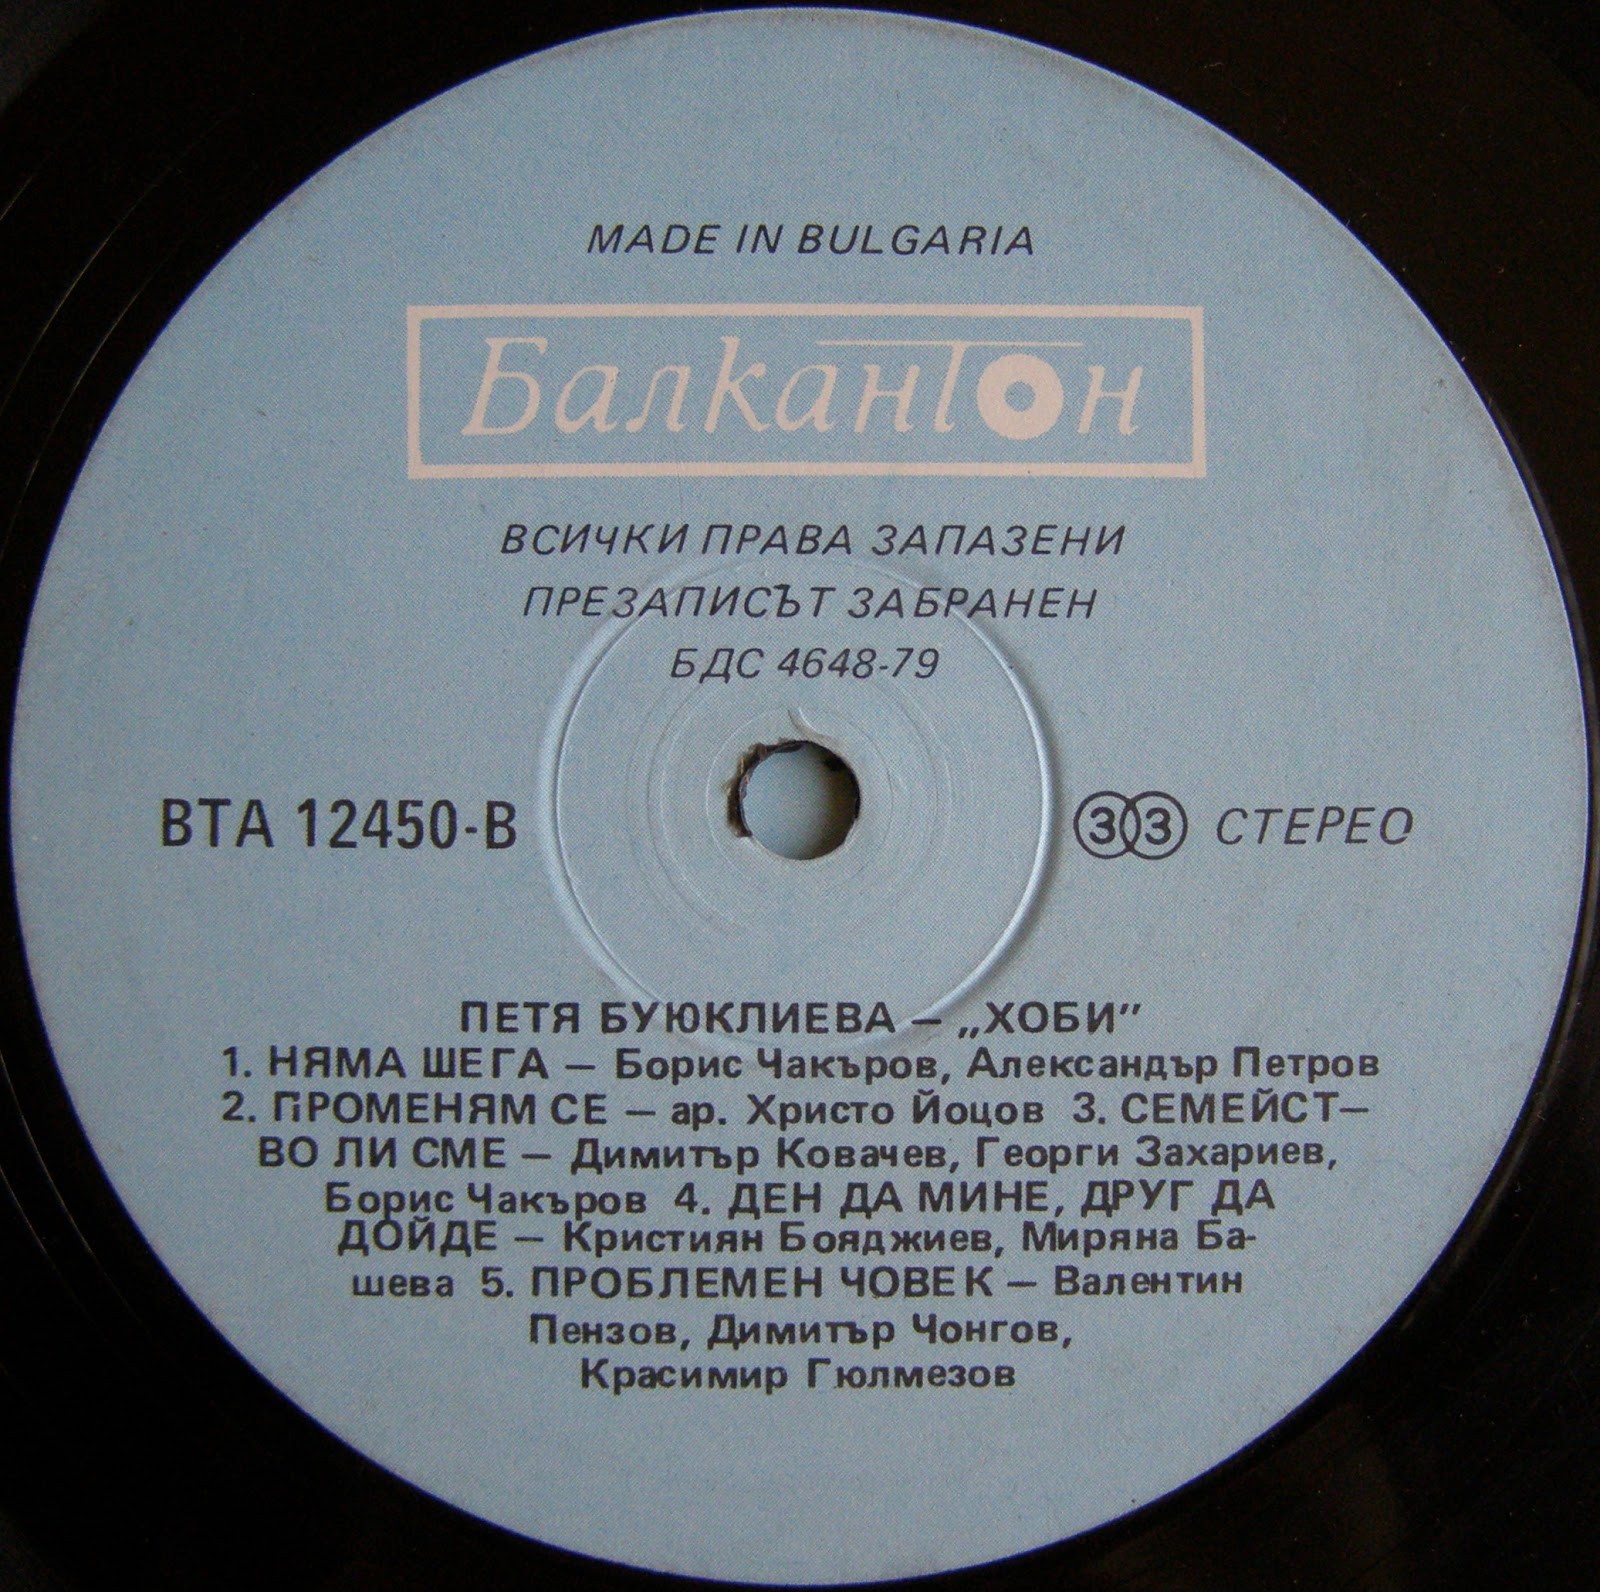 MADE IN BULGARIA
Балкантон
ВСИЧКИ ПРАВА ЗАПАЗЕНИ
ПРЕЗАПИСЪТ ЗАБРАНЕН
БДС 4648-79
ВТА 12450-В
33 СТЕРЕО
ПЕТЯ БУЮКЛИЕВА – „ХОБИ”
1. НЯМА ШЕГА – Борис Чакъров, Александър Петров
2. ПРОМЕНЯМ СЕ – ар. Христо Йоцов 3. СЕМЕЙСТ–
ВО ЛИ СМЕ – Димитър Ковачев, Георги Захариев,
Борис Чакъров 4. ДЕН ДА МИНЕ, ДРУГ ДА
ДОЙДЕ – Кристиян Бояджиев, Миряна Ба-
шева 5. ПРОБЛЕМЕН ЧОВЕК – Валентин
Пензов, Димитър Чонгов,
Красимир Гюлмезов